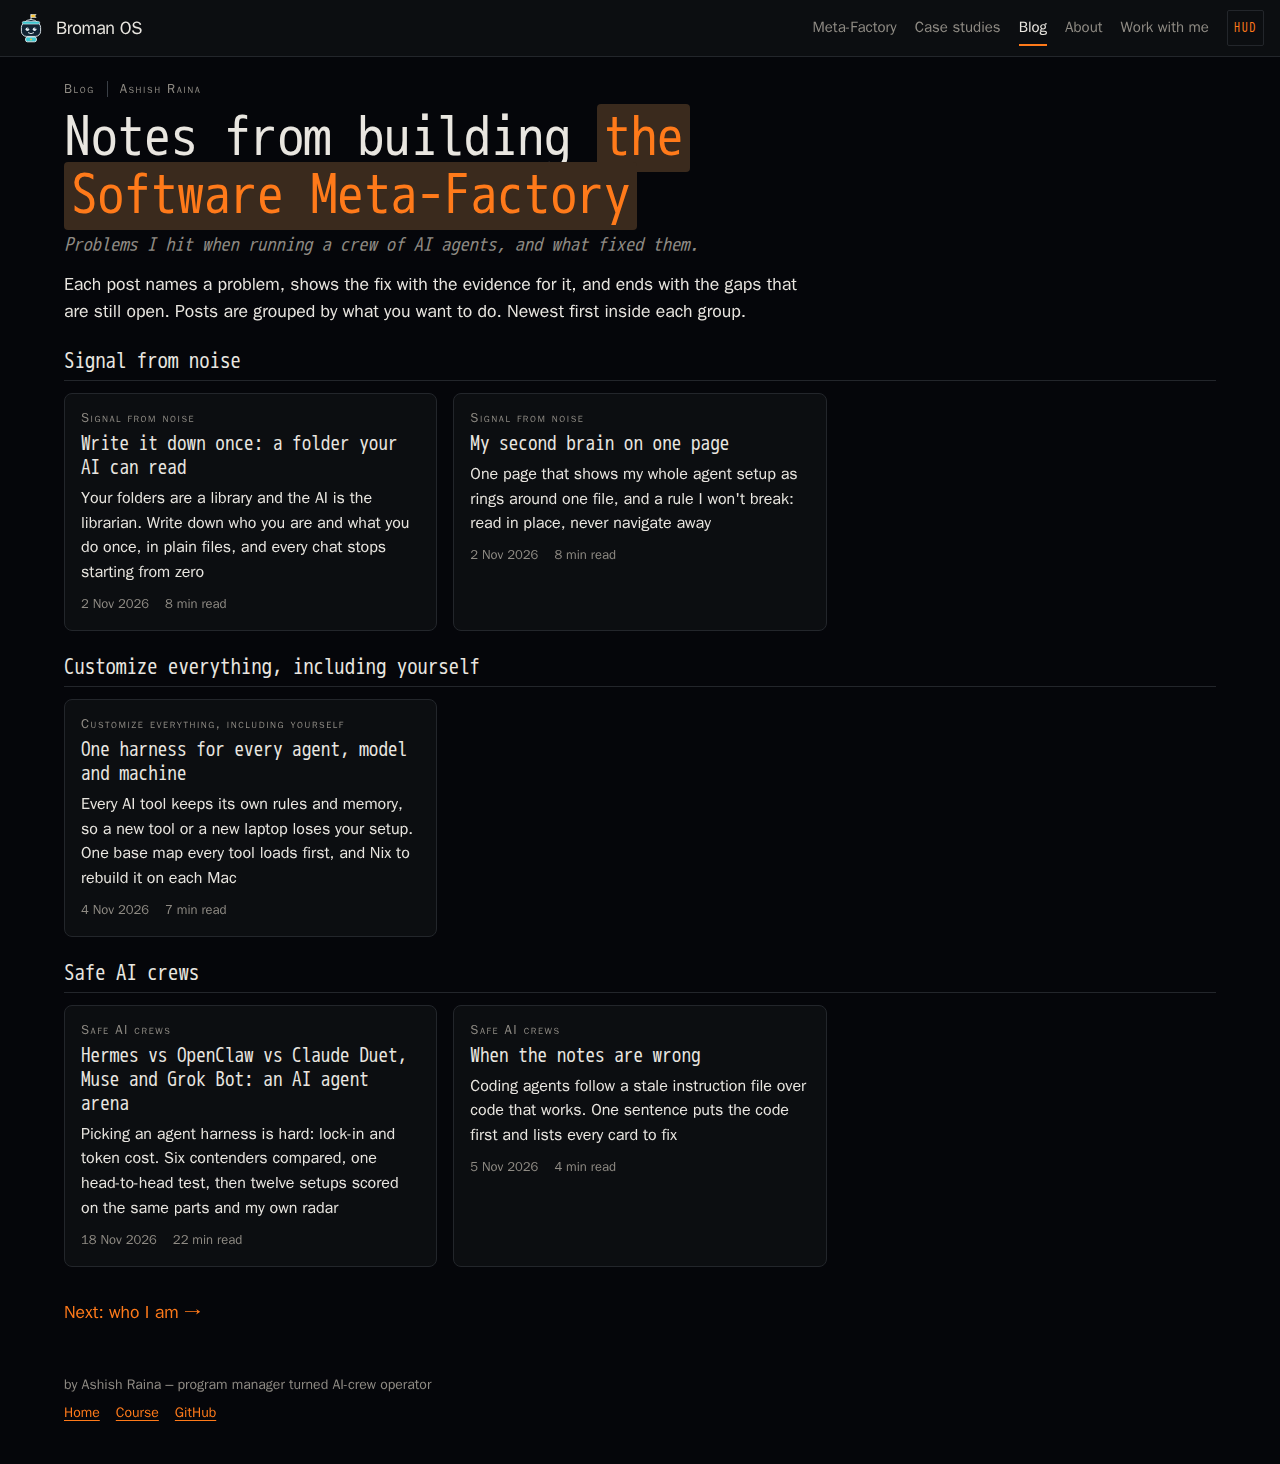 Broman OS
Meta-Factory
Case studies
Blog
About
Work with me
HUD
Blog
Ashish Raina
Notes from building the
Software Meta-Factory
Problems I hit when running a crew of AI agents, and what fixed them.
Each post names a problem, shows the fix with the evidence for it, and ends with the gaps that
are still open. Posts are grouped by what you want to do. Newest first inside each group.
Signal from noise
Signal from noise
Write it down once: a folder your
AI can read
Your folders are a library and the AI is the
librarian. Write down who you are and what you
do once, in plain files, and every chat stops
starting from zero
2 Nov 2026
8 min read
Signal from noise
My second brain on one page
One page that shows my whole agent setup as
rings around one file, and a rule I won't break:
read in place, never navigate away
2 Nov 2026
8 min read
Customize everything, including yourself
Customize everything, including yourself
One harness for every agent, model
and machine
Every AI tool keeps its own rules and memory,
so a new tool or a new laptop loses your setup.
One base map every tool loads first, and Nix to
rebuild it on each Mac
4 Nov 2026
7 min read
Safe AI crews
Safe AI crews
Hermes vs OpenClaw vs Claude Duet,
Muse and Grok Bot: an AI agent
arena
Picking an agent harness is hard: lock-in and
token cost. Six contenders compared, one
head-to-head test, then twelve setups scored
on the same parts and my own radar
18 Nov 2026
22 min read
Safe AI crews
When the notes are wrong
Coding agents follow a stale instruction file over
code that works. One sentence puts the code
first and lists every card to fix
5 Nov 2026
4 min read
Next: who I am →
by Ashish Raina — program manager turned AI-crew operator
Home
Course
GitHub